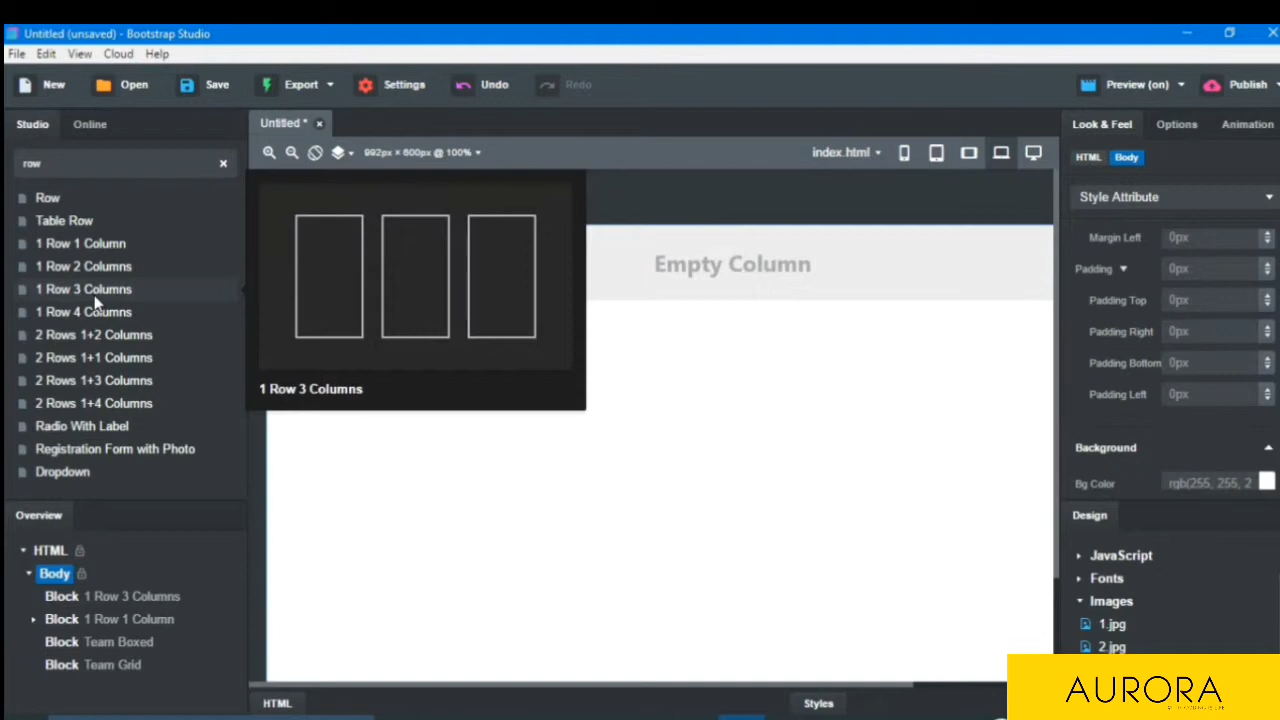 Untitled (unsaved) - Bootstrap Studio
File Edit View Cloud Help
New Open Save Export Settings Undo Redo Preview (on) Publish
Studio Online
Untitled *
Look & Feel Options Animation
row
992px × 600px @ 100%
index.html
HTML Body
Row
Table Row
1 Row 1 Column
1 Row 2 Columns
1 Row 3 Columns
1 Row 4 Columns
2 Rows 1+2 Columns
2 Rows 1+1 Columns
2 Rows 1+3 Columns
2 Rows 1+4 Columns
Radio With Label
Registration Form with Photo
Dropdown
1 Row 3 Columns
Empty Column
Style Attribute
Margin Left 0px
Padding 0px
Padding Top 0px
Padding Right 0px
Padding Bottom 0px
Padding Left 0px
Background
Bg Color rgb(255, 255, 2
Overview
HTML
Body
Block 1 Row 3 Columns
Block 1 Row 1 Column
Block Team Boxed
Block Team Grid
Design
JavaScript
Fonts
Images
1.jpg
2.jpg
HTML
Styles
AURORA